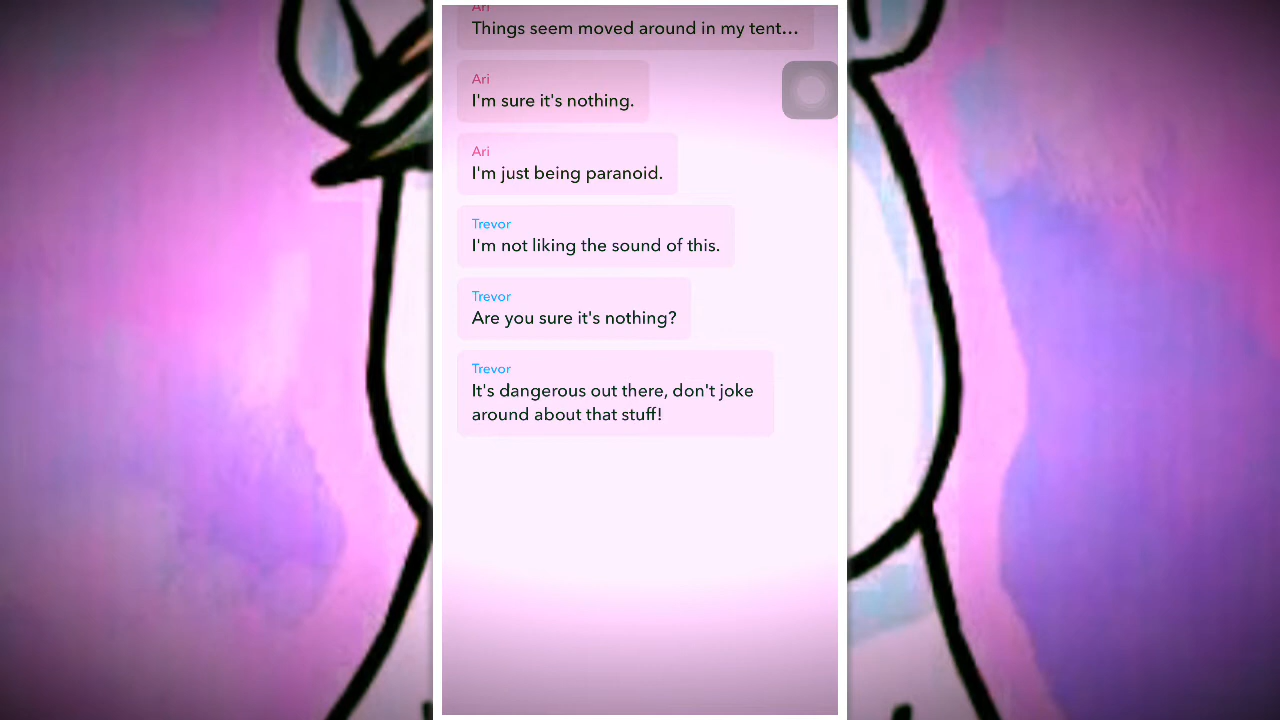 Ari
Things seem moved around in my tent...
Ari
I'm sure it's nothing.
Ari
I'm just being paranoid.
Trevor
I'm not liking the sound of this.
Trevor
Are you sure it's nothing?
Trevor
It's dangerous out there, don't joke
around about that stuff!